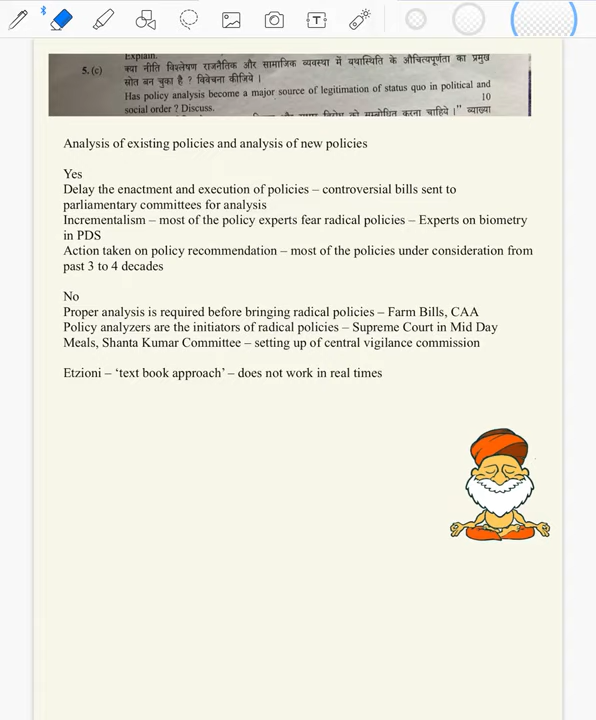 Explain.
5. (c) क्या नीति विश्लेषण राजनैतिक और सामाजिक व्यवस्था में यथास्थिति के औचित्यपूर्णता का प्रमुख
स्रोत बन चुका है ? विवेचना कीजिये ।
Has policy analysis become a major source of legitimation of status quo in political and
social order ? Discuss. 10
को सम्बोधित करना चाहिये ।" व्याख्या
Analysis of existing policies and analysis of new policies
Yes
Delay the enactment and execution of policies – controversial bills sent to
parliamentary committees for analysis
Incrementalism – most of the policy experts fear radical policies – Experts on biometry
in PDS
Action taken on policy recommendation – most of the policies under consideration from
past 3 to 4 decades
No
Proper analysis is required before bringing radical policies – Farm Bills, CAA
Policy analyzers are the initiators of radical policies – Supreme Court in Mid Day
Meals, Shanta Kumar Committee – setting up of central vigilance commission
Etzioni – ‘text book approach’ – does not work in real times